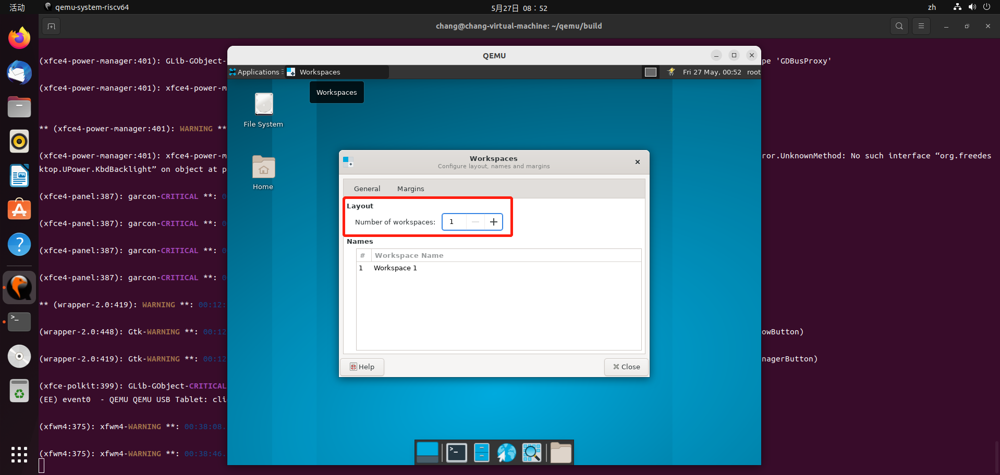 活动 qemu-system-riscv64 5月27日 08：52 zh
chang@chang-virtual-machine: ~/qemu/build
(xfce4-power-manager:401): GLib-GObject- pe 'GDBusProxy'
(xfce4-power-manager:401): xfce4-power-m
** (xfce4-power-manager:401): WARNING **
(xfce4-power-manager:401): xfce4-power-m ror.UnknownMethod: No such interface “org.freedes
ktop.UPower.KbdBacklight” on object at p
(xfce4-panel:387): garcon-CRITICAL **: 0
(xfce4-panel:387): garcon-CRITICAL **: 0
(xfce4-panel:387): garcon-CRITICAL **: 0
(xfce4-panel:387): garcon-CRITICAL **: 0
** (wrapper-2.0:419): WARNING **: 00:12:
(wrapper-2.0:448): Gtk-WARNING **: 00:12 owButton)
(wrapper-2.0:419): Gtk-WARNING **: 00:12 nagerButton)
(xfce-polkit:399): GLib-GObject-CRITICAL
(EE) event0 - QEMU QEMU USB Tablet: cli
(xfwm4:375): xfwm4-WARNING **: 00:38:08.
(xfwm4:375): xfwm4-WARNING **: 00:38:46.
QEMU
Applications Workspaces Fri 27 May, 00:52 root
Workspaces
File System
Home
Workspaces
Configure layout, names and margins
General Margins
Layout
Number of workspaces: 1
Names
# Workspace Name
1 Workspace 1
Help Close